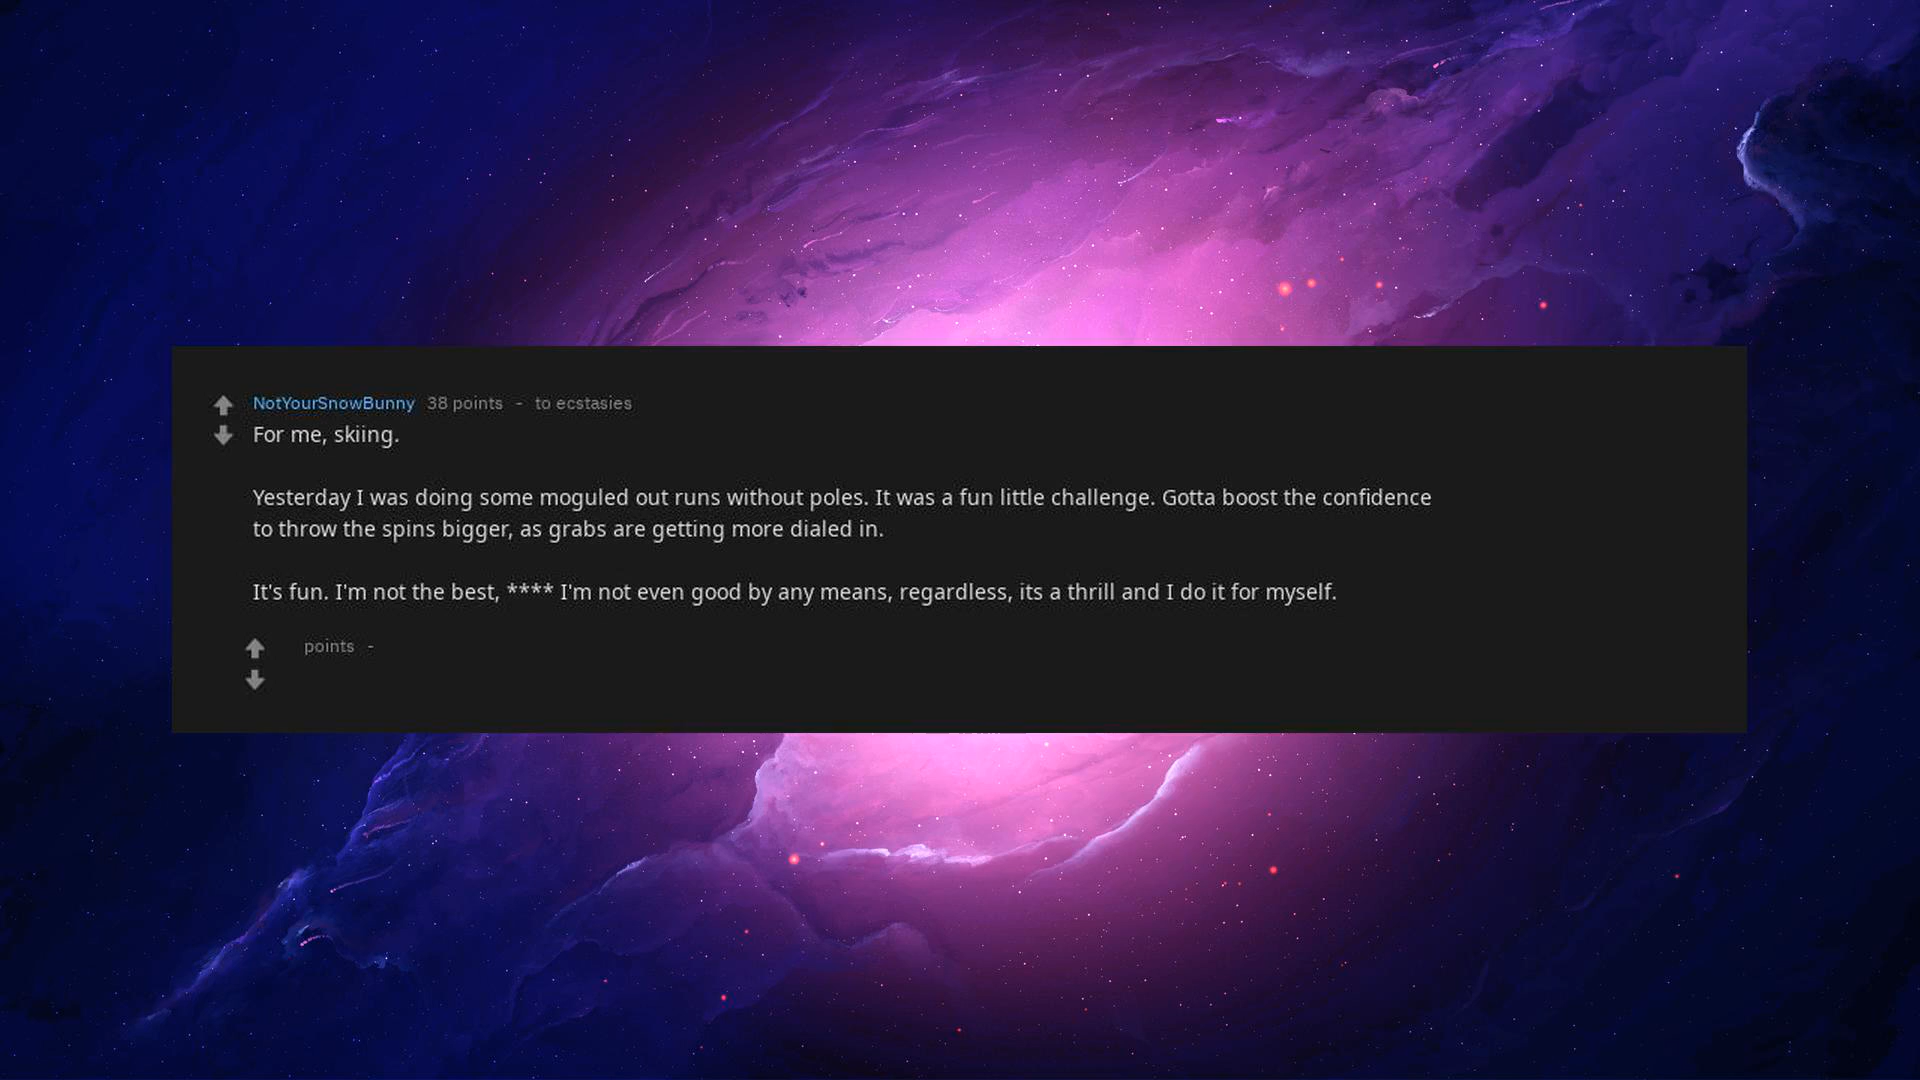 NotYourSnowBunny 38 points - to ecstasies
For me, skiing.
Yesterday I was doing some moguled out runs without poles. It was a fun little challenge. Gotta boost the confidence
to throw the spins bigger, as grabs are getting more dialed in.
It's fun. I'm not the best, **** I'm not even good by any means, regardless, its a thrill and I do it for myself.
points -